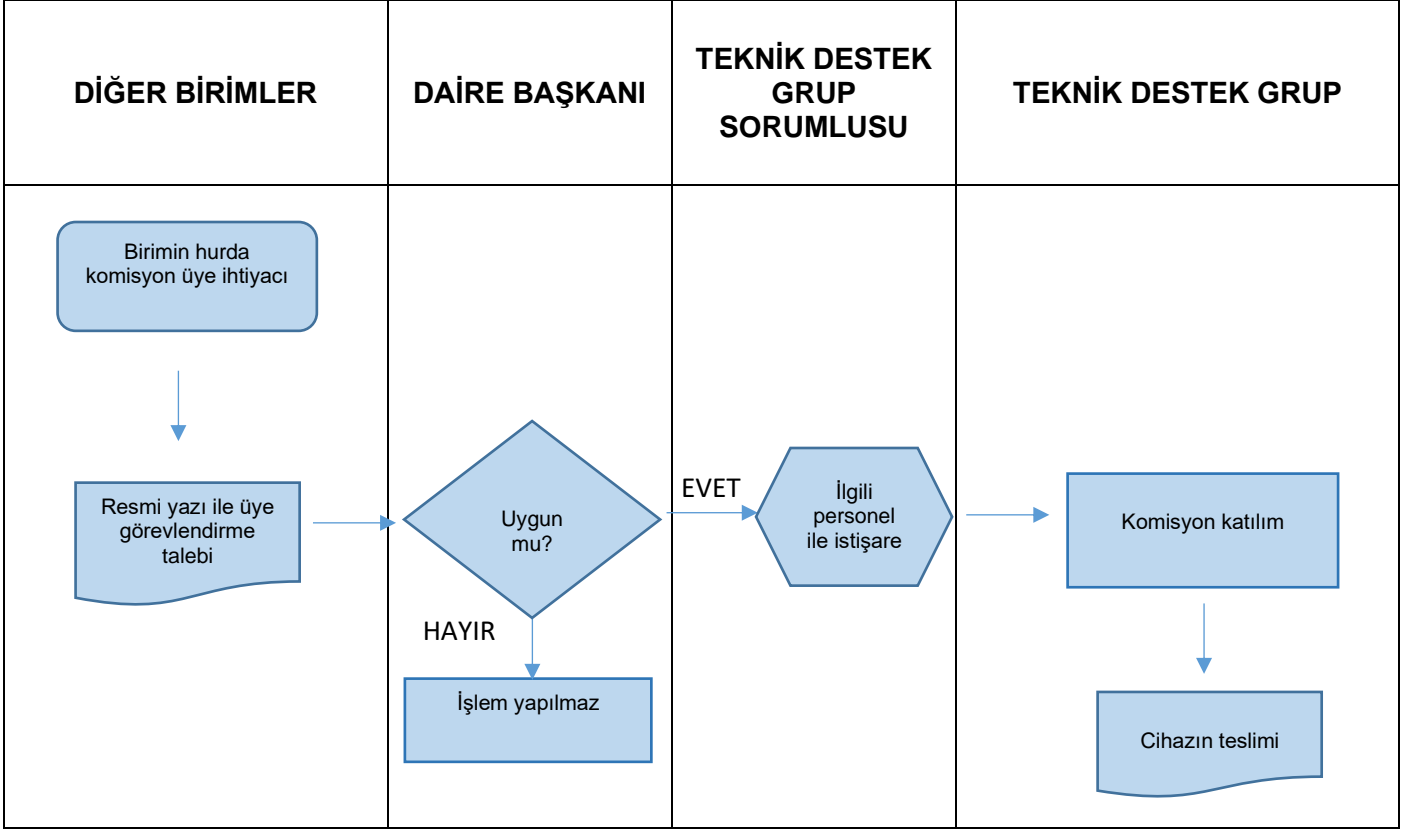 DİĞER BİRİMLER
DAİRE BAŞKANI
TEKNİK DESTEK
GRUP
SORUMLUSU
TEKNİK DESTEK GRUP
Birimin hurda
komisyon üye ihtiyacı
Resmi yazı ile üye
görevlendirme
talebi
Uygun
mu?
HAYIR
İşlem yapılmaz
EVET
İlgili
personel
ile istişare
Komisyon katılım
Cihazın teslimi